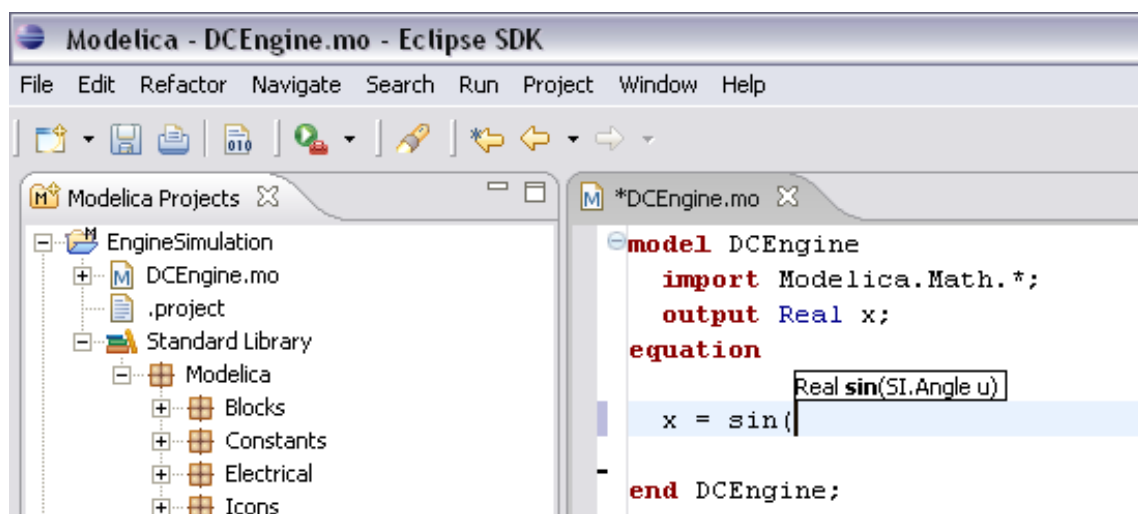 Modelica - DCEngine.mo - Eclipse SDK
File Edit Refactor Navigate Search Run Project Window Help
010
Modelica Projects
EngineSimulation
DCEngine.mo
.project
Standard Library
Modelica
Blocks
Constants
Electrical
Icons
*DCEngine.mo
model DCEngine
import Modelica.Math.*;
output Real x;
equation
Real sin(SI.Angle u)
x = sin(
end DCEngine;